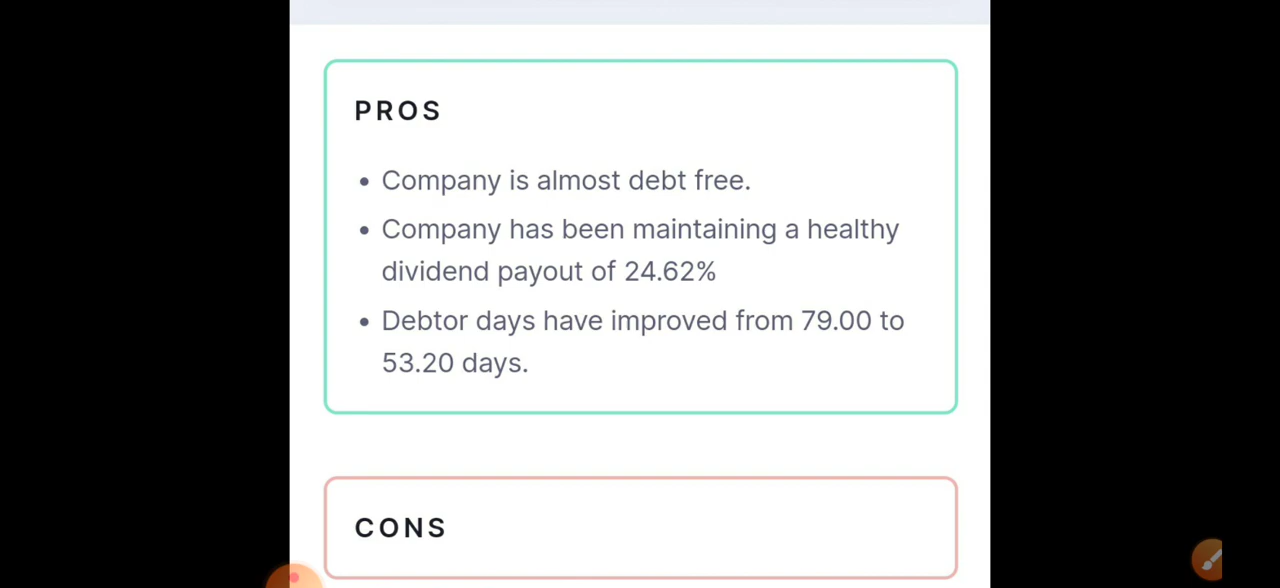 PROS
• Company is almost debt free.
• Company has been maintaining a healthy
dividend payout of 24.62%
• Debtor days have improved from 79.00 to
53.20 days.
CONS